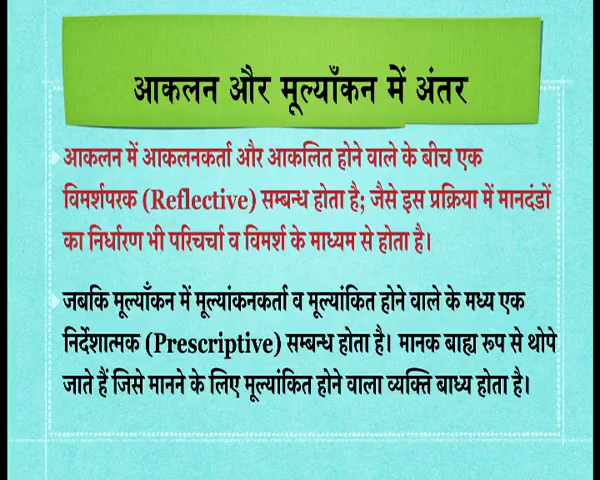 आकलन और मूल्याँकन में अंतर
आकलन में आकलनकर्ता और आकलित होने वाले के बीच एक
विमर्शपरक (Reflective) सम्बन्ध होता है; जैसे इस प्रक्रिया में मानदंडों
का निर्धारण भी परिचर्चा व विमर्श के माध्यम से होता है।
जबकि मूल्याँकन में मूल्यांकनकर्ता व मूल्यांकित होने वाले के मध्य एक
निर्देशात्मक (Prescriptive) सम्बन्ध होता है। मानक बाह्य रूप से थोपे
जाते हैं जिसे मानने के लिए मूल्यांकित होने वाला व्यक्ति बाध्य होता है।